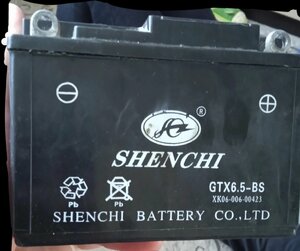 ®
SHENCHI
GTX6.5-BS
XK06-006-00423
Pb Pb
SHENCHI BATTERY CO.,LTD